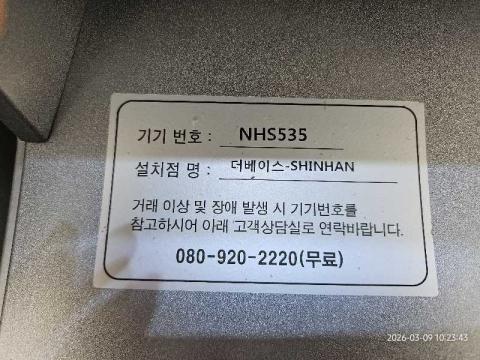 기기 번호 : NHS535
설치점 명 : 더베이스-SHINHAN
거래 이상 및 장애 발생 시 기기번호를
참고하시어 아래 고객상담실로 연락바랍니다.
080-920-2220(무료)
2026-03-09 10:23:43